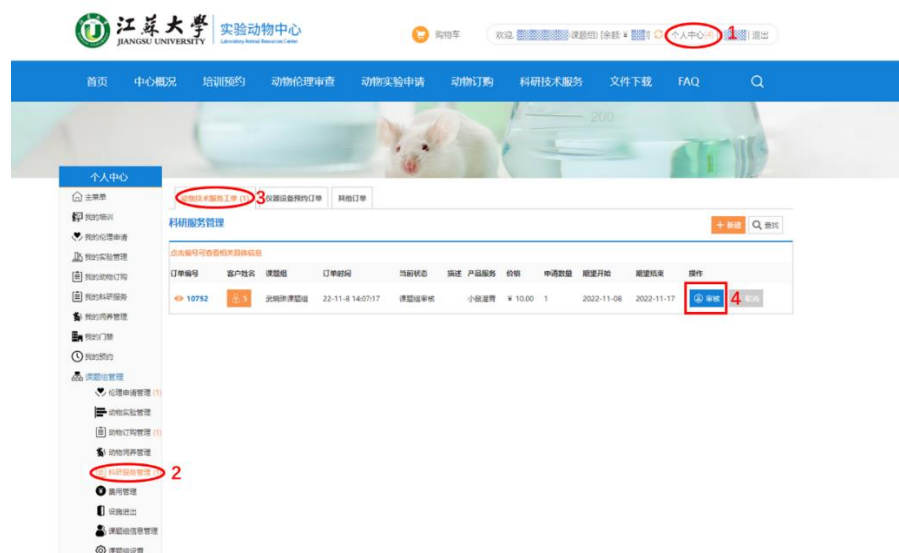 江苏大学 实验动物中心
JIANGSU UNIVERSITY Laboratory Animal Resources Center
购物车
欢迎, 课题组) [余额: ¥ ] 个人中心(4) 1 退出
首页 中心概况 培训预约 动物伦理审查 动物实验申请 动物订购 科研技术服务 文件下载 FAQ
200
个人中心
主菜单
我的培训
我的伦理申请
我的实验管理
我的动物订购
我的科研服务
我的饲养管理
我的门禁
我的预约
课题组管理
伦理申请管理 (1)
动物实验管理
动物订购管理 (1)
动物饲养管理
科研服务管理 2
费用管理
设施进出
课题组信息管理
课题组设置
动物技术服务工单 (1) 3 仪器设备预约订单 其他订单
科研服务管理
+ 新建 查找
点击编号可查看相关具体信息
订单编号 客户姓名 课题组 订单时间 当前状态 描述 产品服务 价格 申请数量 期望开始 期望结束 操作
10752 课题组 22-11-8 14:07:17 课题组审核 小鼠灌胃 ¥ 10.00 1 2022-11-08 2022-11-17 审核 4 取消